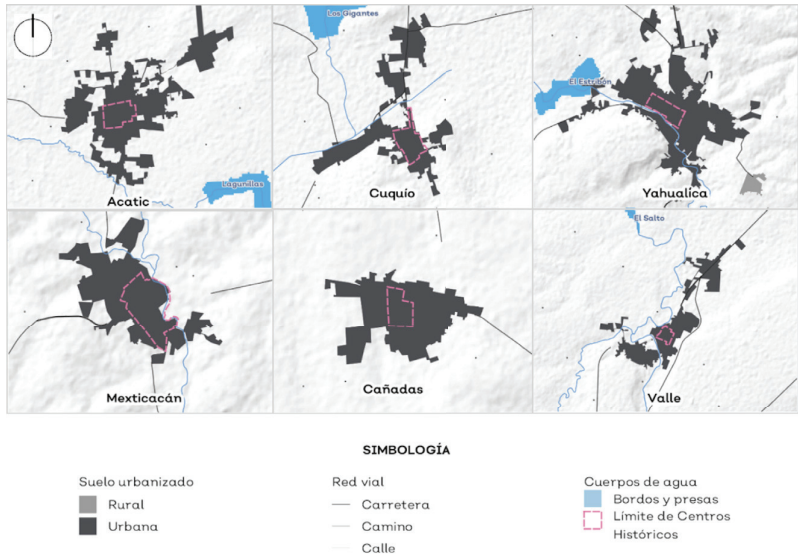 Los Gigantes
El Estribón
Lagunillas
Acatic
Cuquío
Yahualica
El Salto
Mexticacán
Cañadas
Valle
SIMBOLOGÍA
Suelo urbanizado
Rural
Urbana
Red vial
Carretera
Camino
Calle
Cuerpos de agua
Bordos y presas
Límite de Centros
Históricos